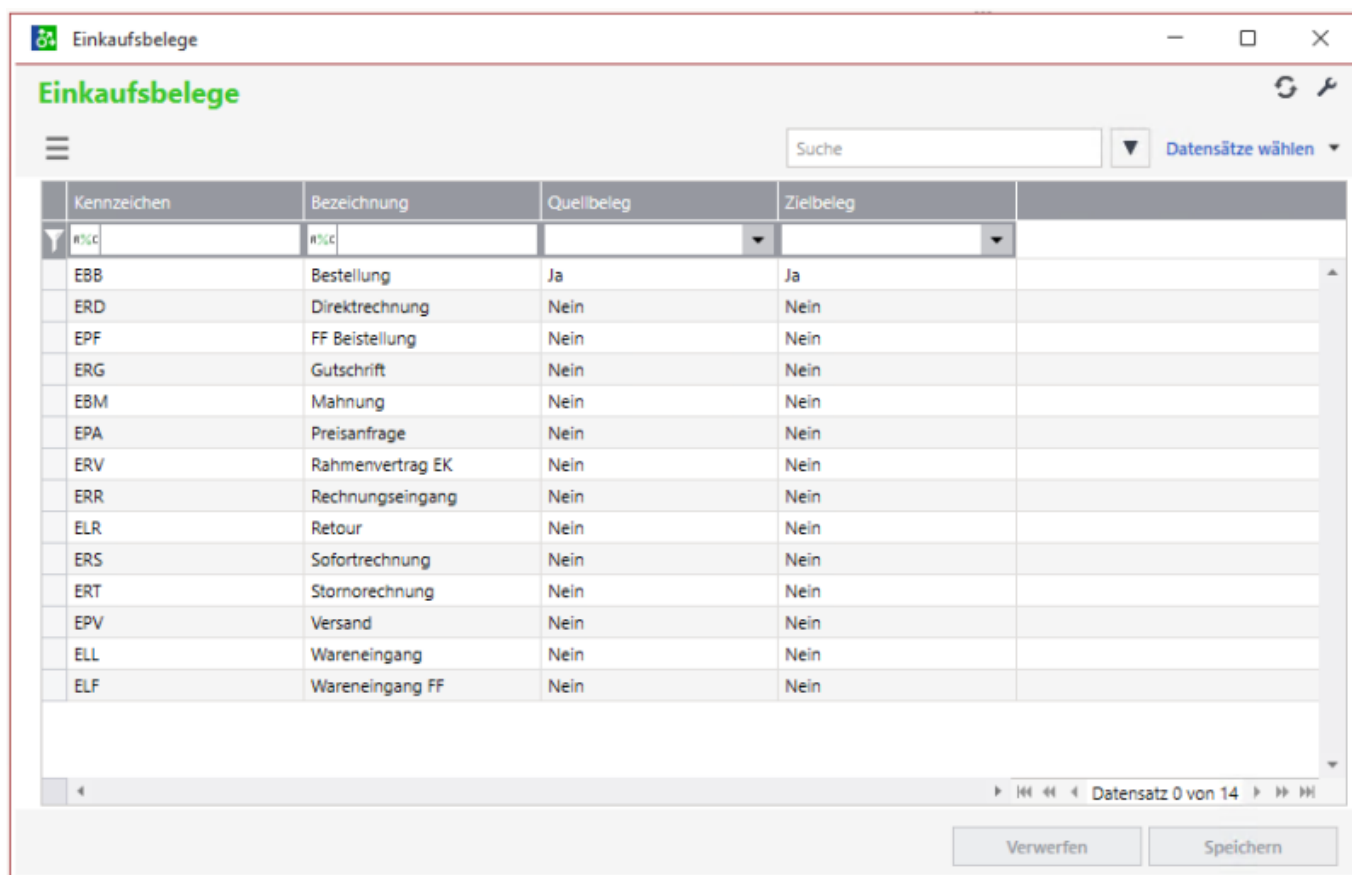 Einkaufsbelege
Einkaufsbelege
Suche Datensätze wählen
Kennzeichen Bezeichnung Quellbeleg Zielbeleg
EBB Bestellung Ja Ja
ERD Direktrechnung Nein Nein
EPF FF Beistellung Nein Nein
ERG Gutschrift Nein Nein
EBM Mahnung Nein Nein
EPA Preisanfrage Nein Nein
ERV Rahmenvertrag EK Nein Nein
ERR Rechnungseingang Nein Nein
ELR Retour Nein Nein
ERS Sofortrechnung Nein Nein
ERT Stornorechnung Nein Nein
EPV Versand Nein Nein
ELL Wareneingang Nein Nein
ELF Wareneingang FF Nein Nein
Datensatz 0 von 14
Verwerfen Speichern